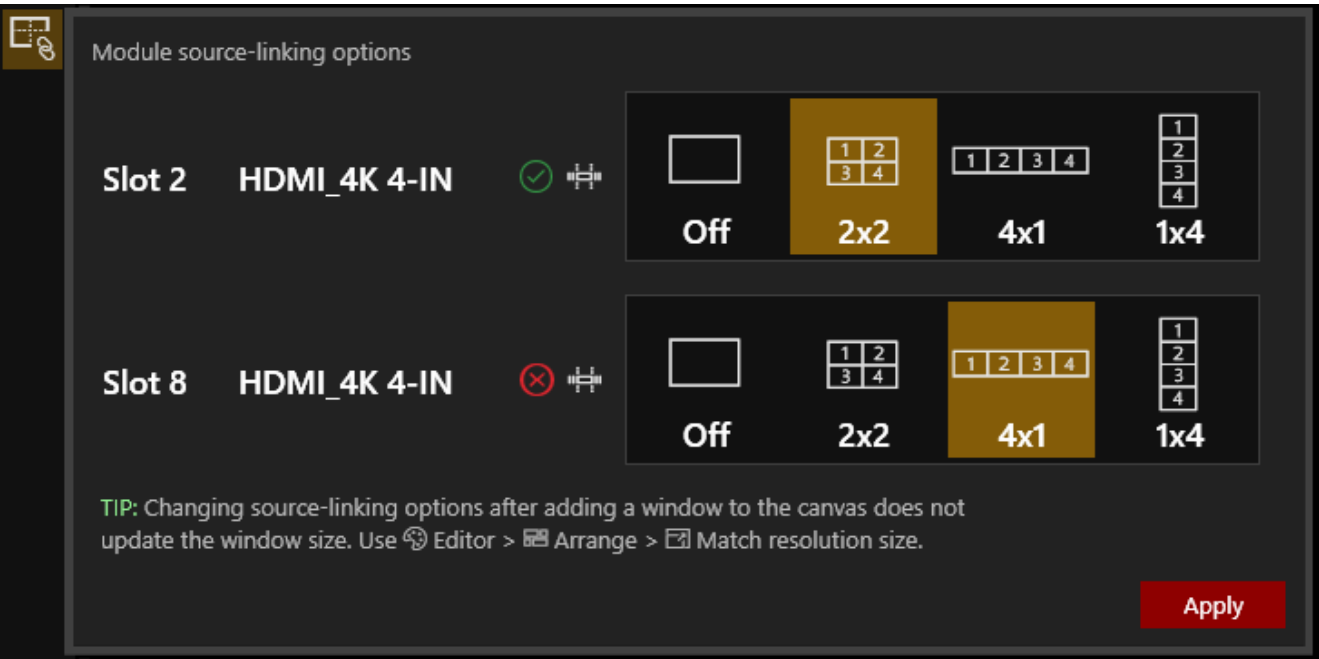 Module source-linking options
Slot 2 HDMI_4K 4-IN
1 2
3 4
1 2 3 4
1
2
3
4
Off 2x2 4x1 1x4
Slot 8 HDMI_4K 4-IN
1 2
3 4
1 2 3 4
1
2
3
4
Off 2x2 4x1 1x4
TIP: Changing source-linking options after adding a window to the canvas does not
update the window size. Use Editor > Arrange > Match resolution size.
Apply